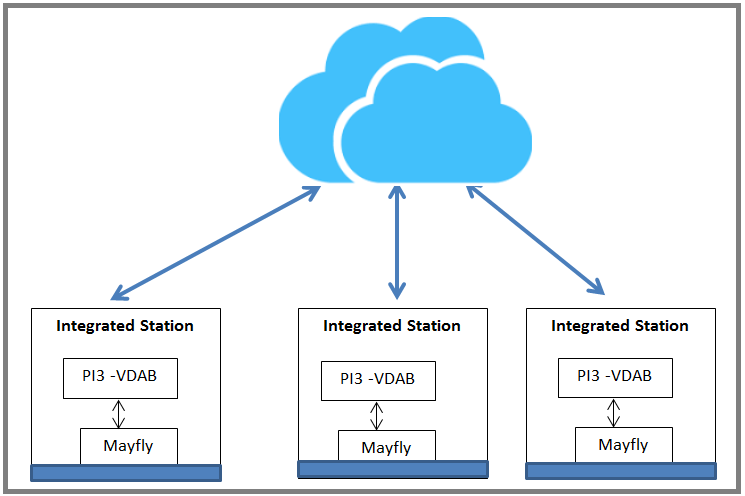 Integrated Station
Integrated Station
Integrated Station
PI3 -VDAB
PI3 -VDAB
PI3 -VDAB
Mayfly
Mayfly
Mayfly